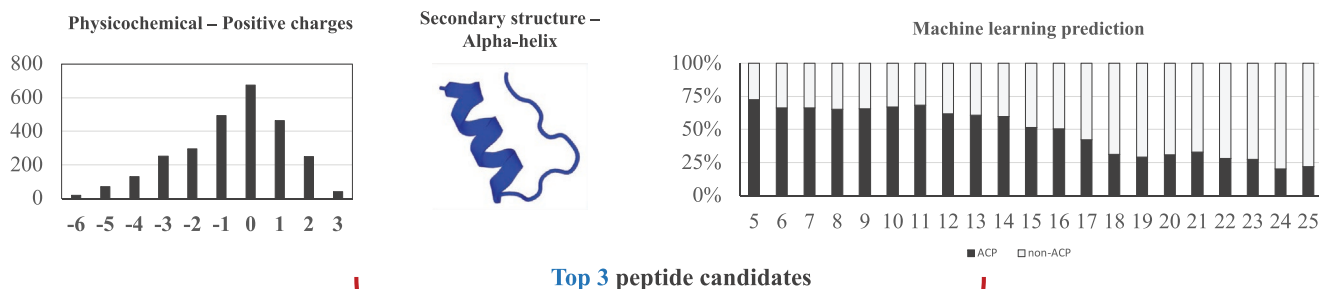 Physicochemical – Positive charges
800
600
400
200
0
-6 -5 -4 -3 -2 -1 0 1 2 3
Secondary structure –
Alpha-helix
Machine learning prediction
100%
75%
50%
25%
0%
5 6 7 8 9 10 11 12 13 14 15 16 17 18 19 20 21 22 23 24 25
ACP non-ACP
Top 3 peptide candidates